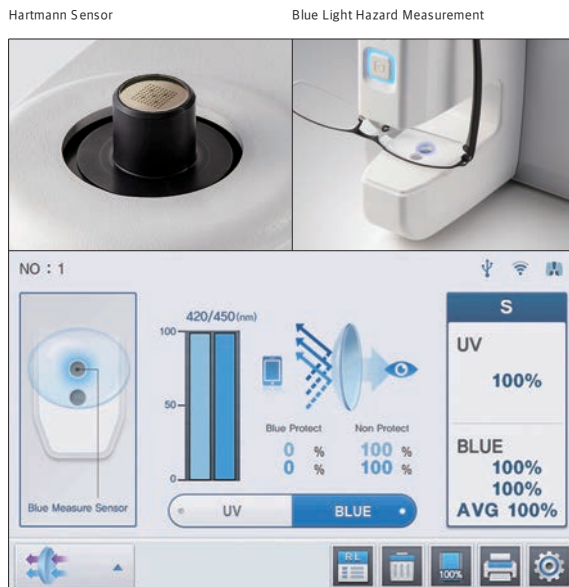 Hartmann Sensor
Blue Light Hazard Measurement
NO : 1
420/450(nm)
100
50
0
Blue Measure Sensor
Blue Protect
Non Protect
0 %
100 %
0 %
100 %
UV
BLUE
S
UV
100%
BLUE
100%
100%
AVG 100%
RL
100%